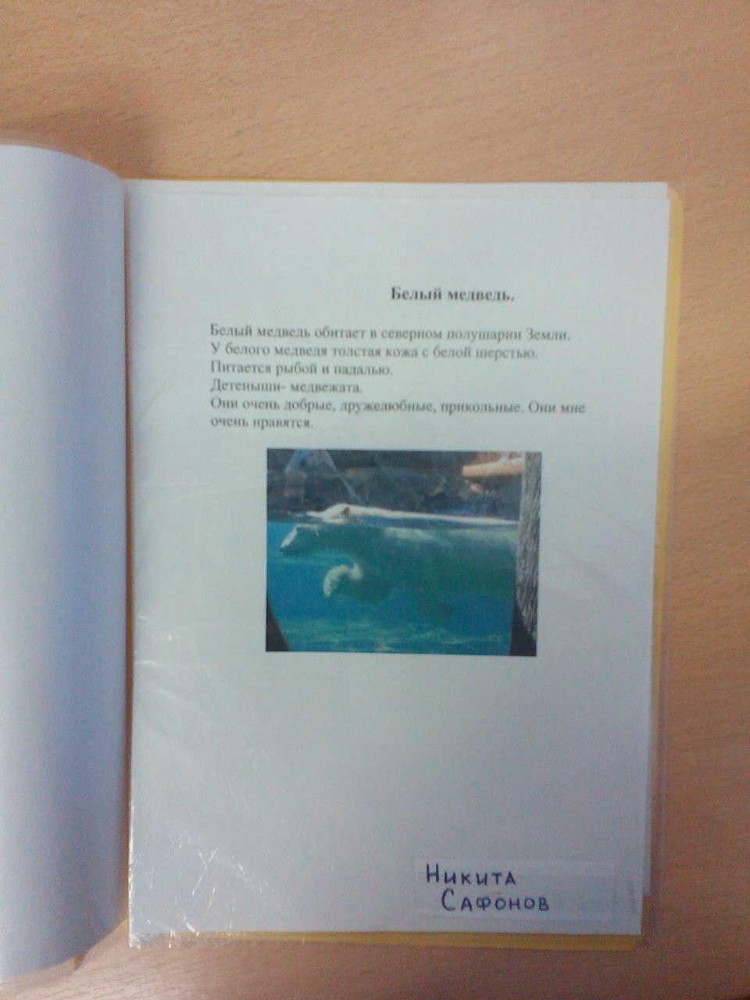 Белый медведь.
Белый медведь обитает в северном полушарии Земли.
У белого медведя толстая кожа с белой шерстью.
Питается рыбой и падалью.
Детеныши- медвежата.
Они очень добрые, дружелюбные, прикольные. Они мне
очень нравятся.
НИКИТА
САФОНОВ